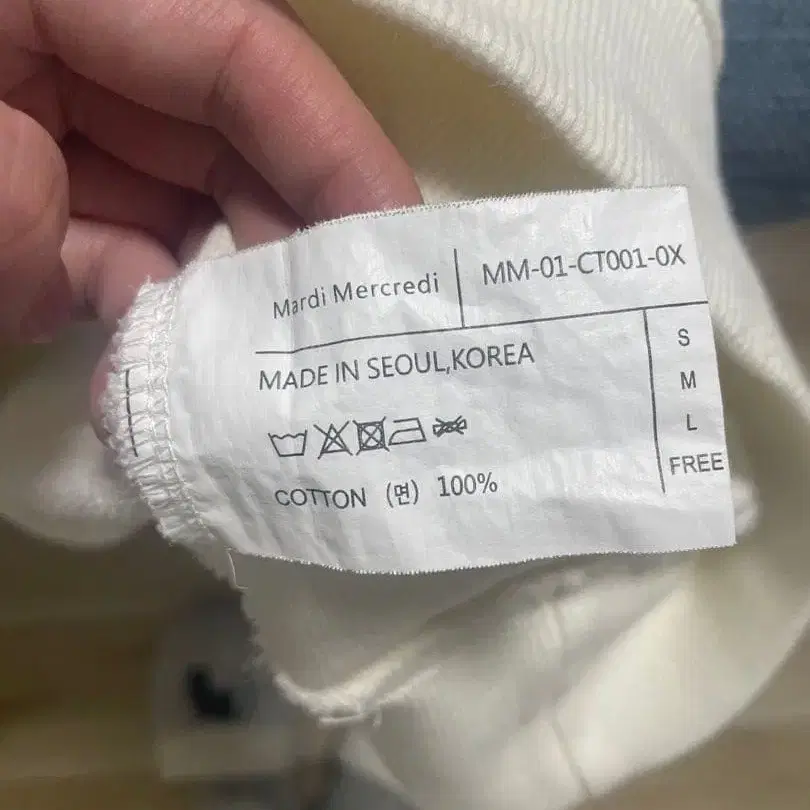 Mardi Mercredi MM-01-CT001-0X
MADE IN SEOUL,KOREA
COTTON (면) 100%
S
M
L
FREE